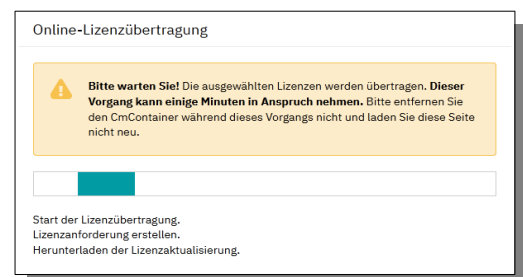 Online-Lizenzübertragung
Bitte warten Sie! Die ausgewählten Lizenzen werden übertragen. Dieser
Vorgang kann einige Minuten in Anspruch nehmen. Bitte entfernen Sie
den CmContainer während dieses Vorgangs nicht und laden Sie diese Seite
nicht neu.
Start der Lizenzübertragung.
Lizenzanforderung erstellen.
Herunterladen der Lizenzaktualisierung.